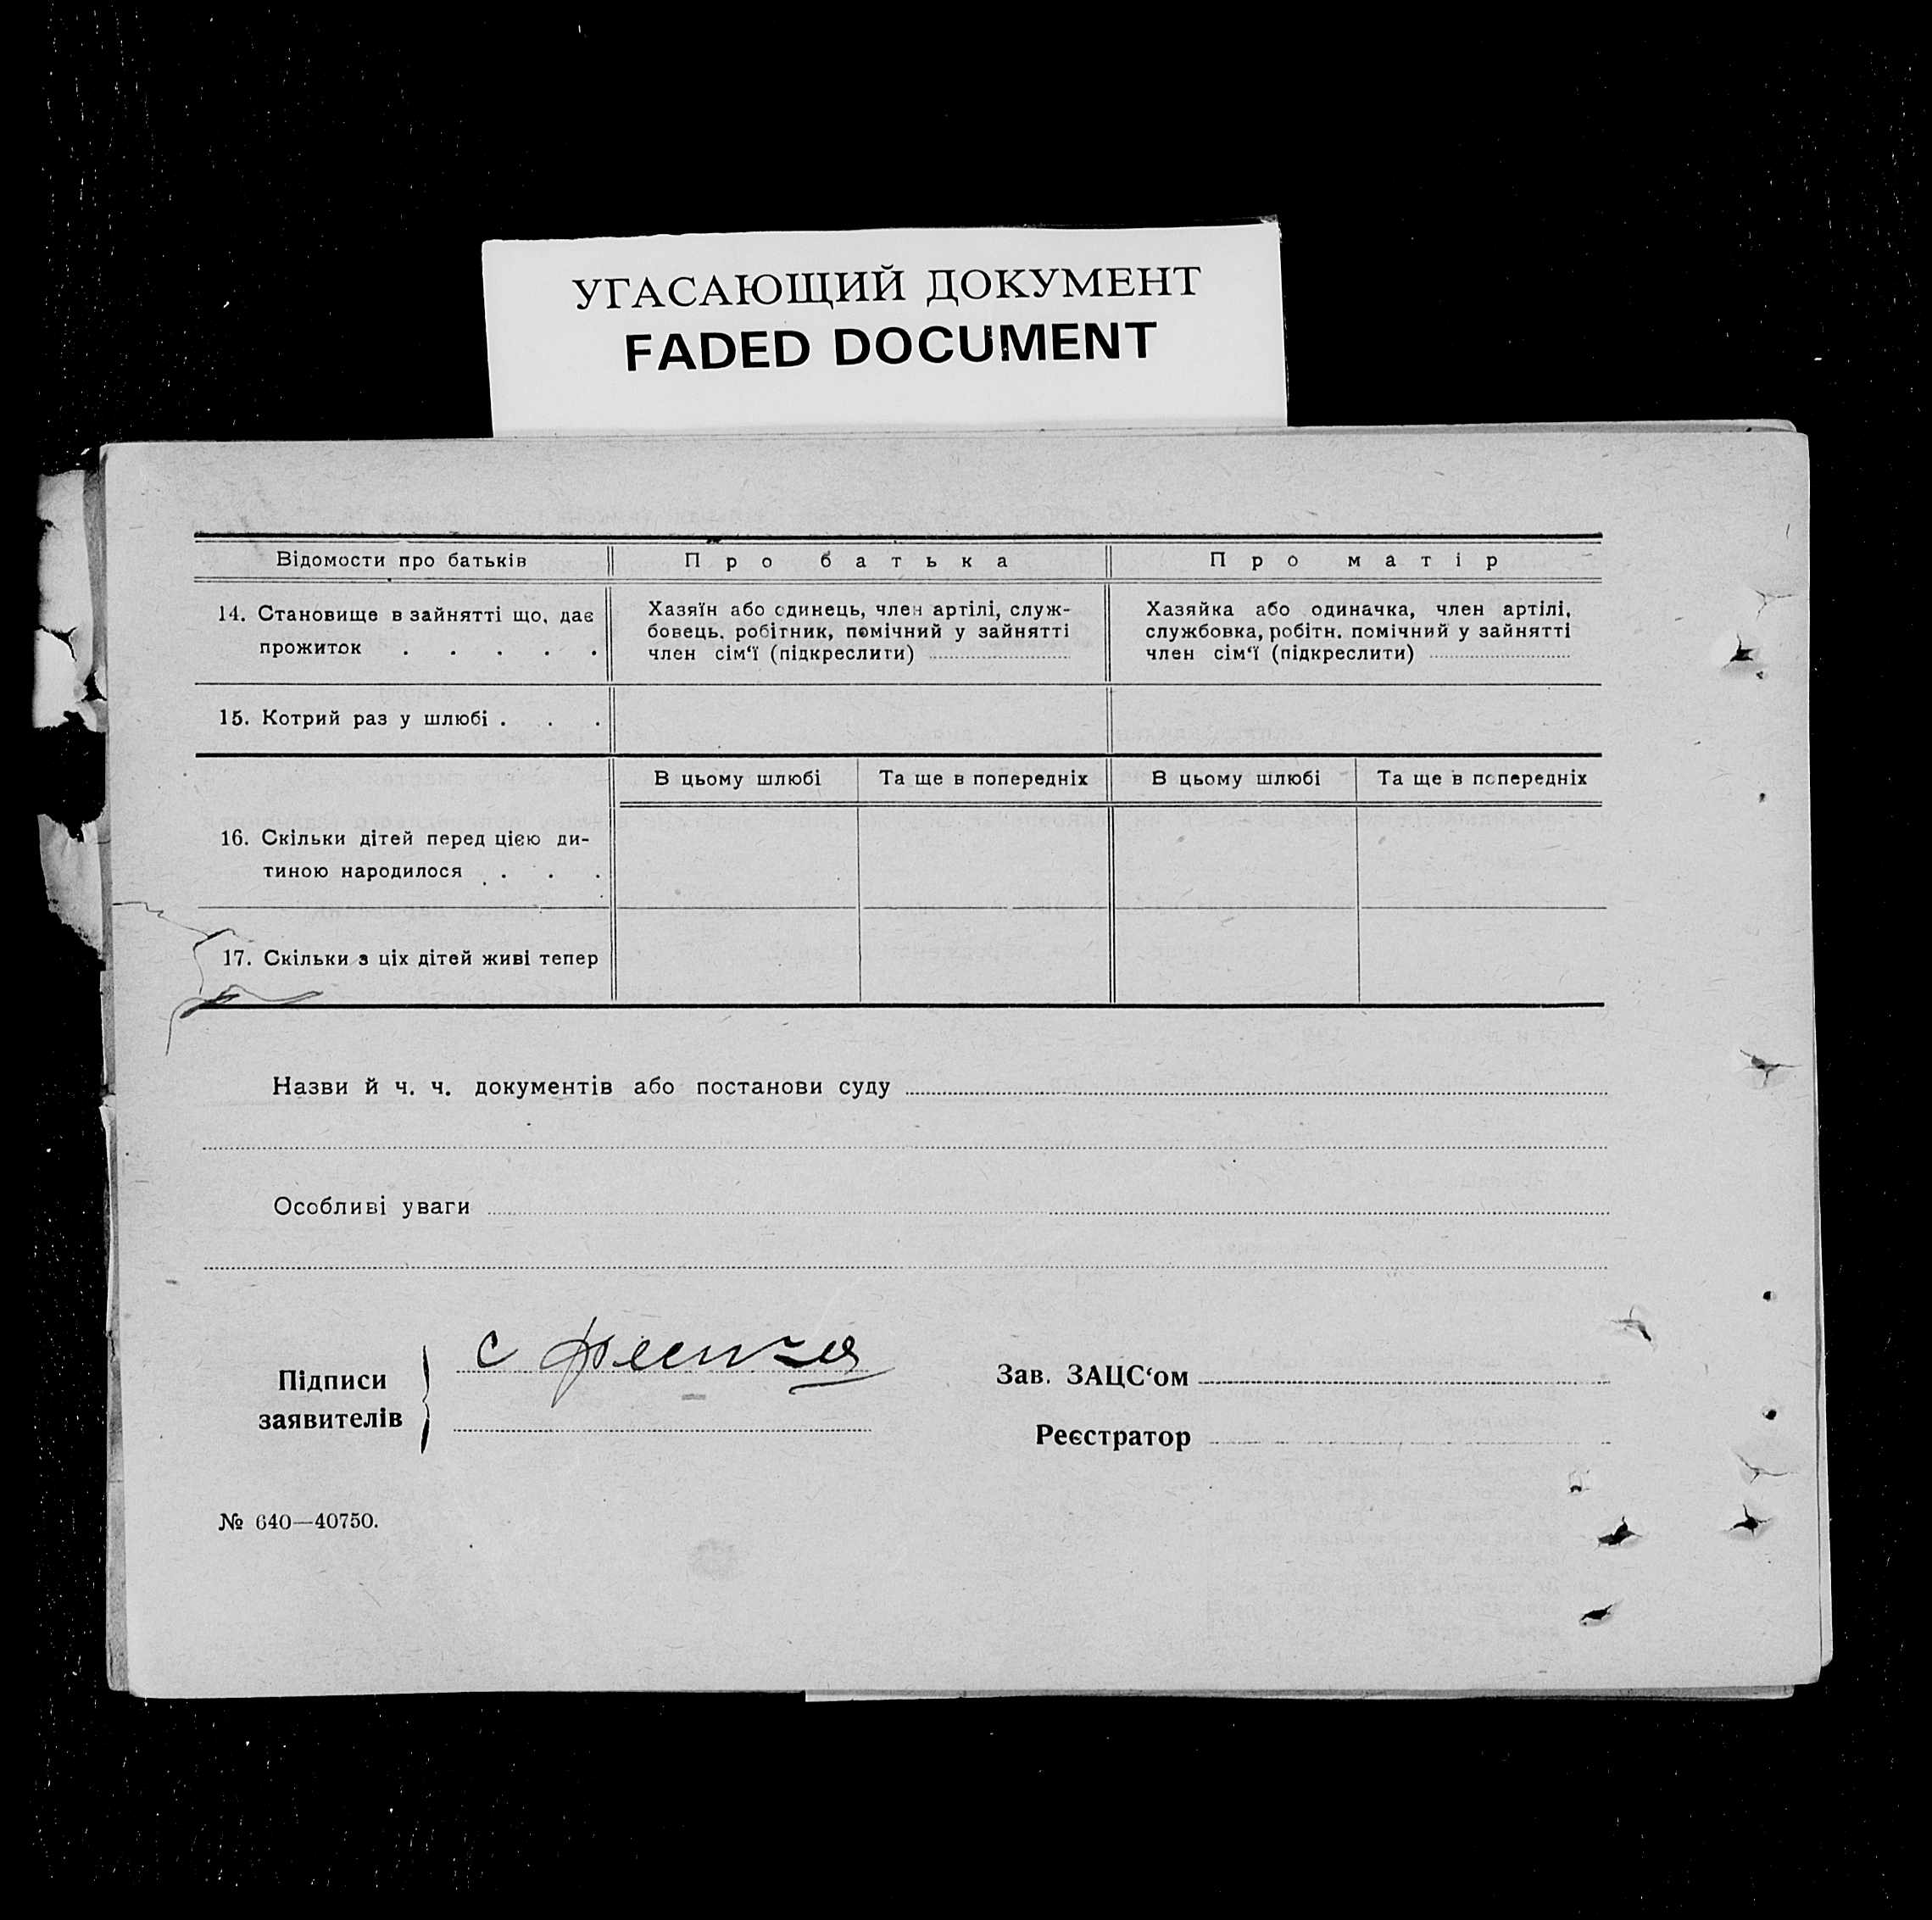 УГАСАЮЩИЙ ДОКУМЕНТ
FADED DOCUMENT
Відомости про батьків
Про батька
Про матір
14. Становище в зайнятті що, дає
прожиток . . . . .
Хазяїн або єдинець, член артілі, служ-
бовець, робітник, помічний у зайнятті
член сім‘ї (підкреслити)
Хазяйка або одиначка, член артілі,
службовка, робітн. помічний у зайнятті
член сім‘ї (підкреслити)
15. Котрий раз у шлюбі . . .
В цьому шлюбі
Та ще в попередніх
В цьому шлюбі
Та ще в попередніх
16. Скільки дітей перед цією ди-
тиною народилося . . .
17. Скільки з ціх дітей живі тепер
Назви й ч. ч. документів або постанови суду
Особливі уваги
Підписи
заявителів
Зав. ЗАЦС‘ом
Реєстратор
№ 640—40750.